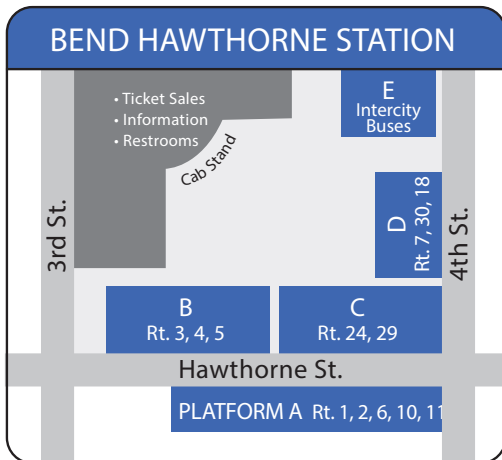 BEND HAWTHORNE STATION
• Ticket Sales
• Information
• Restrooms
Cab Stand
E
Intercity
Buses
3rd St.
D
Rt. 7, 30, 18
4th St.
B
Rt. 3, 4, 5
C
Rt. 24, 29
Hawthorne St.
PLATFORM A Rt. 1, 2, 6, 10, 11